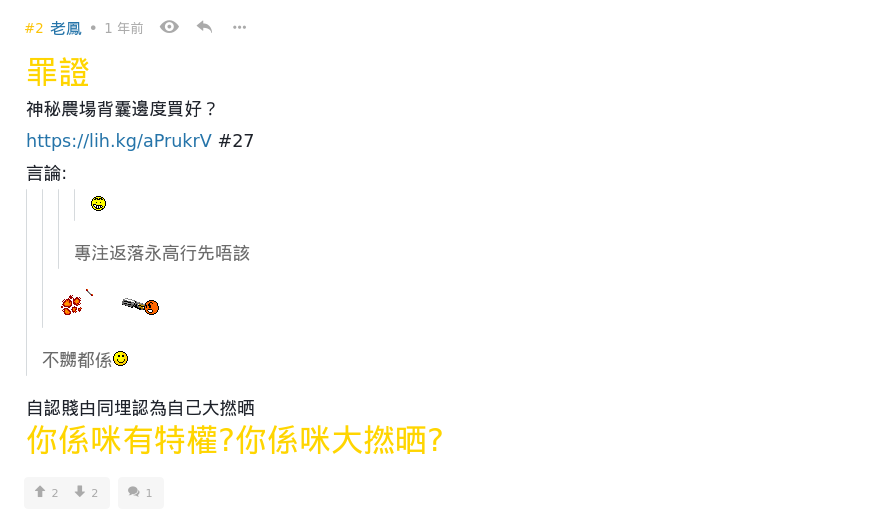 #2 老鳳 • 1 年前
罪證
神秘農場背囊邊度買好？
https://lih.kg/aPrukrV #27
言論:
專注返落永高行先唔該
不嬲都係
自認賤甴同埋認為自己大撚晒
你係咪有特權?你係咪大撚晒?
2 2 1